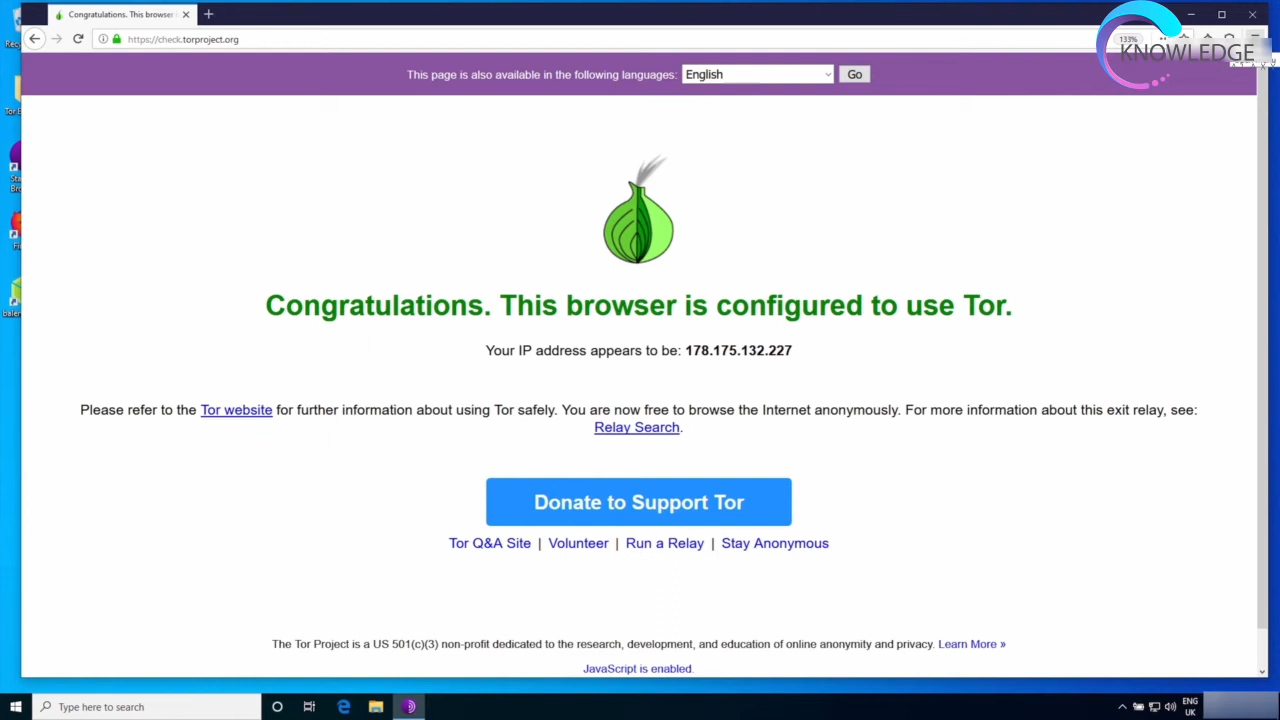 Congratulations. This browser
https://check.torproject.org
133%
KNOWLEDGE
This page is also available in the following languages: English Go
Congratulations. This browser is configured to use Tor.
Your IP address appears to be: 178.175.132.227
Please refer to the Tor website for further information about using Tor safely. You are now free to browse the Internet anonymously. For more information about this exit relay, see:
Relay Search.
Donate to Support Tor
Tor Q&A Site | Volunteer | Run a Relay | Stay Anonymous
The Tor Project is a US 501(c)(3) non-profit dedicated to the research, development, and education of online anonymity and privacy. Learn More »
JavaScript is enabled.
Type here to search
ENG
UK